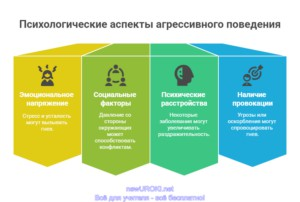 Психологические аспекты агрессивного поведения
Эмоциональное
напряжение
Стресс и усталость
могут вызывать
гнев.
Социальные
факторы
Давление со
стороны
окружающих
может
способствовать
конфликтам.
Психические
расстройства
Некоторые
заболевания могут
увеличивать
раздражительность.
Наличие
провокации
Угрозы или
оскорбления могут
спровоцировать
гнев.
newUROKI.net
Всё для учителя - всё бесплатно!